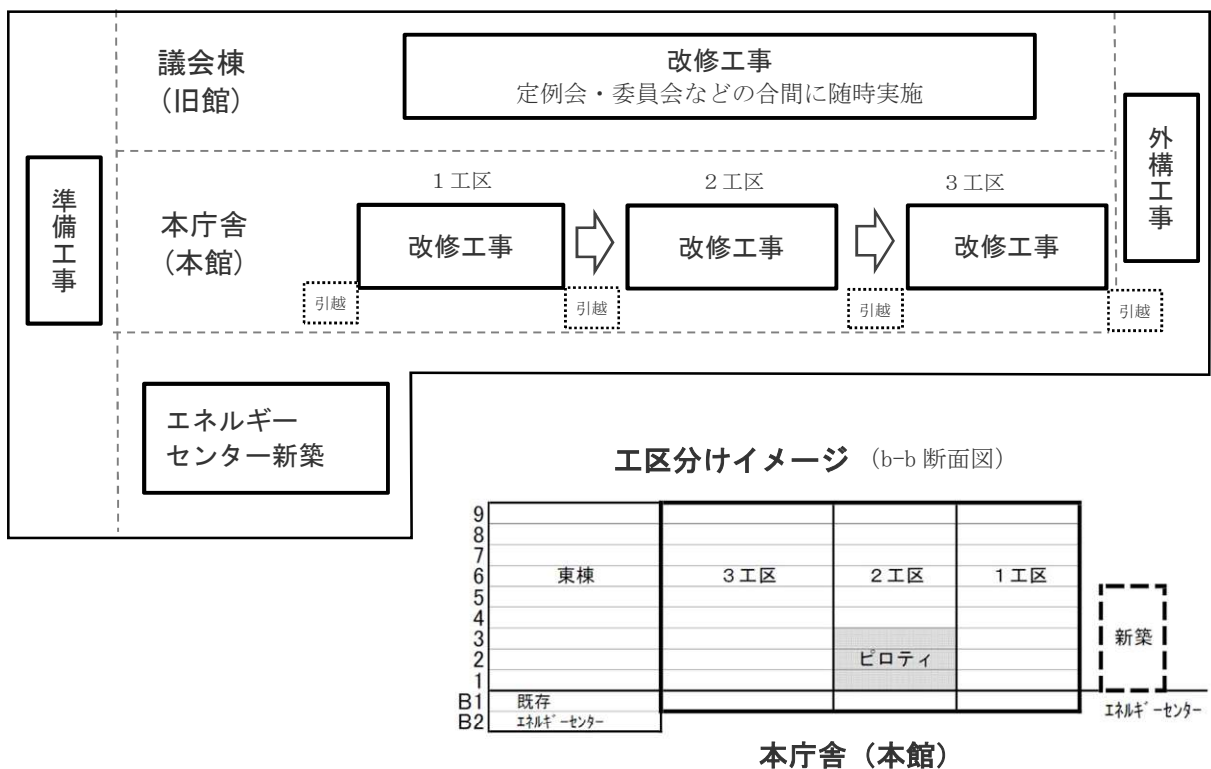 議会棟
（旧館）
改修工事
定例会・委員会などの合間に随時実施
準備工事
本庁舎
（本館）
１工区
２工区
３工区
改修工事
改修工事
改修工事
引越
引越
引越
引越
外構工事
エネルギー
センター新築
工区分けイメージ （b-b 断面図）
9
8
7
6
5
4
3
2
1
B1
B2
東棟
３工区
２工区
１工区
ピロティ
新築
既存
エネルギーセンター
エネルギーセンター
本庁舎（本館）